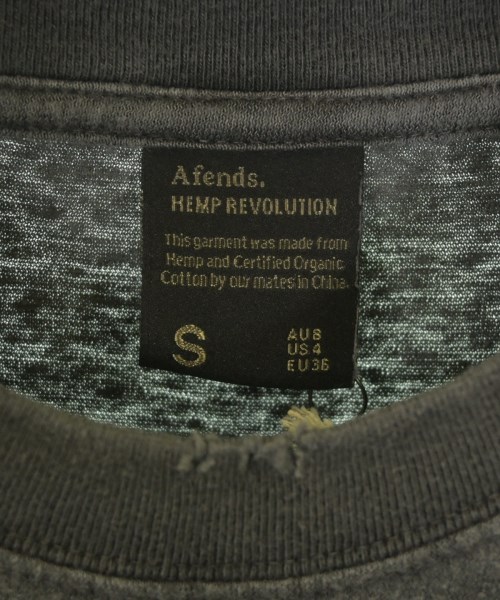 Afends.
HEMP REVOLUTION
This garment was made from
Hemp and Certified Organic
Cotton by our mates in China.
S
AU 8
US 4
EU 36